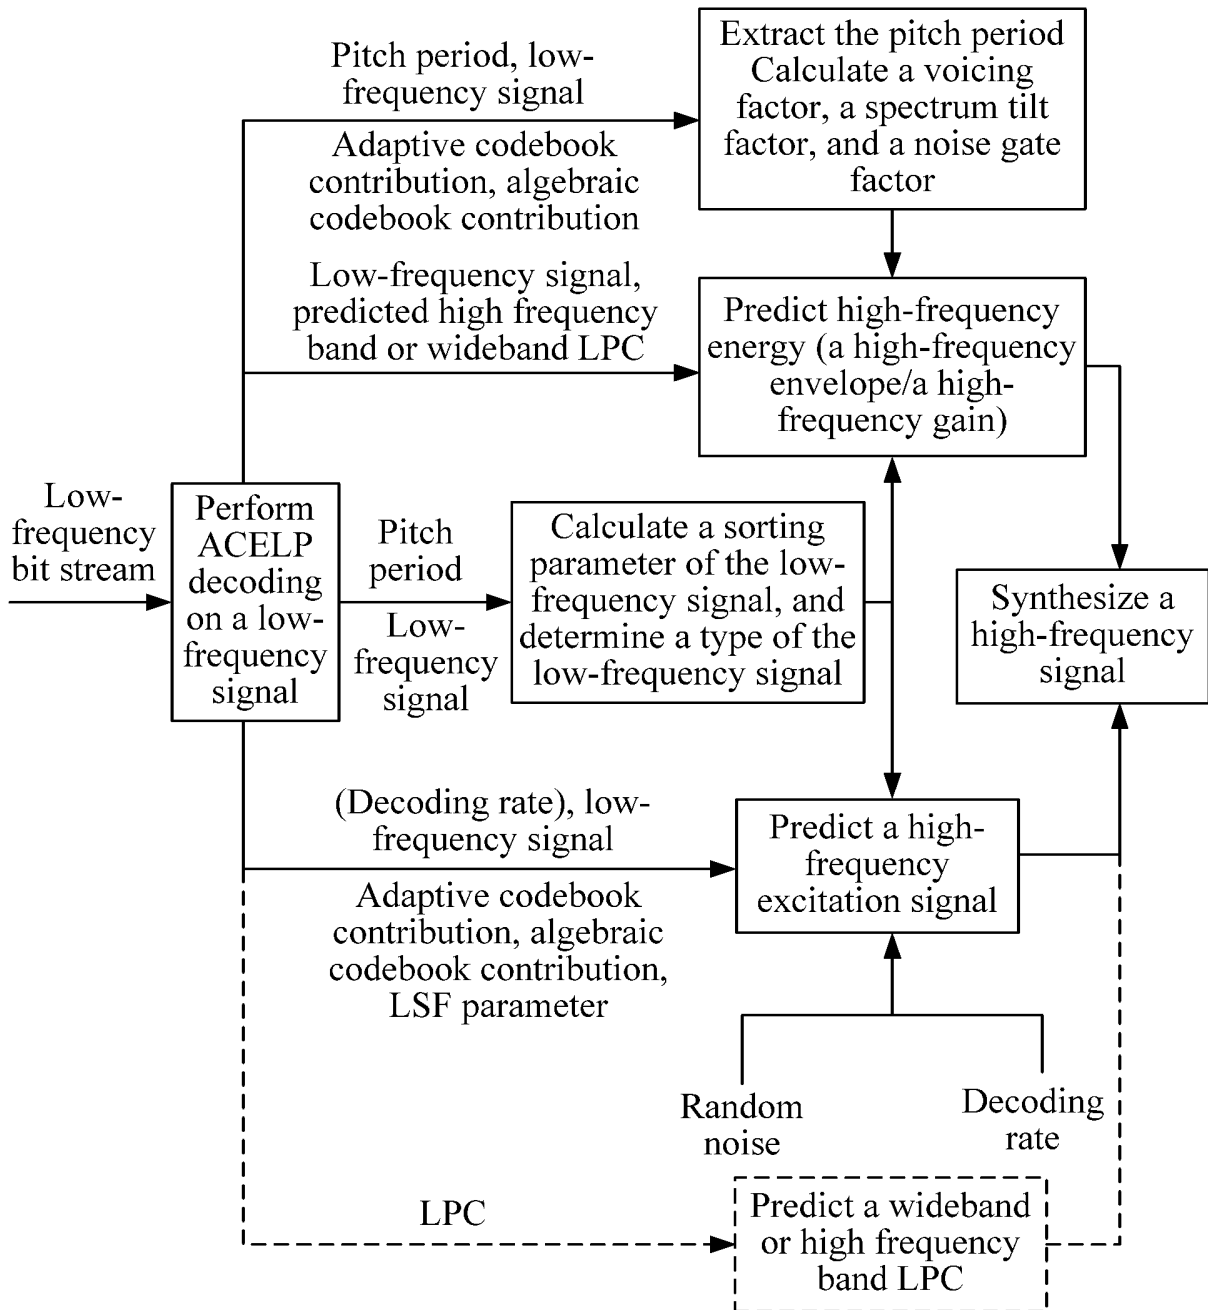 Pitch period, low-
frequency signal
Adaptive codebook
contribution, algebraic
codebook contribution
Extract the pitch period
Calculate a voicing
factor, a spectrum tilt
factor, and a noise gate
factor
Low-frequency signal,
predicted high frequency
band or wideband LPC
Predict high-frequency
energy (a high-frequency
envelope/a high-
frequency gain)
Low-
frequency
bit stream
Perform
ACELP
decoding
on a low-
frequency
signal
Pitch
period
Low-
frequency
signal
Calculate a sorting
parameter of the low-
frequency signal, and
determine a type of the
low-frequency signal
Synthesize a
high-frequency
signal
(Decoding rate), low-
frequency signal
Adaptive codebook
contribution, algebraic
codebook contribution,
LSF parameter
Predict a high-
frequency
excitation signal
Random
noise
Decoding
rate
LPC
Predict a wideband
or high frequency
band LPC